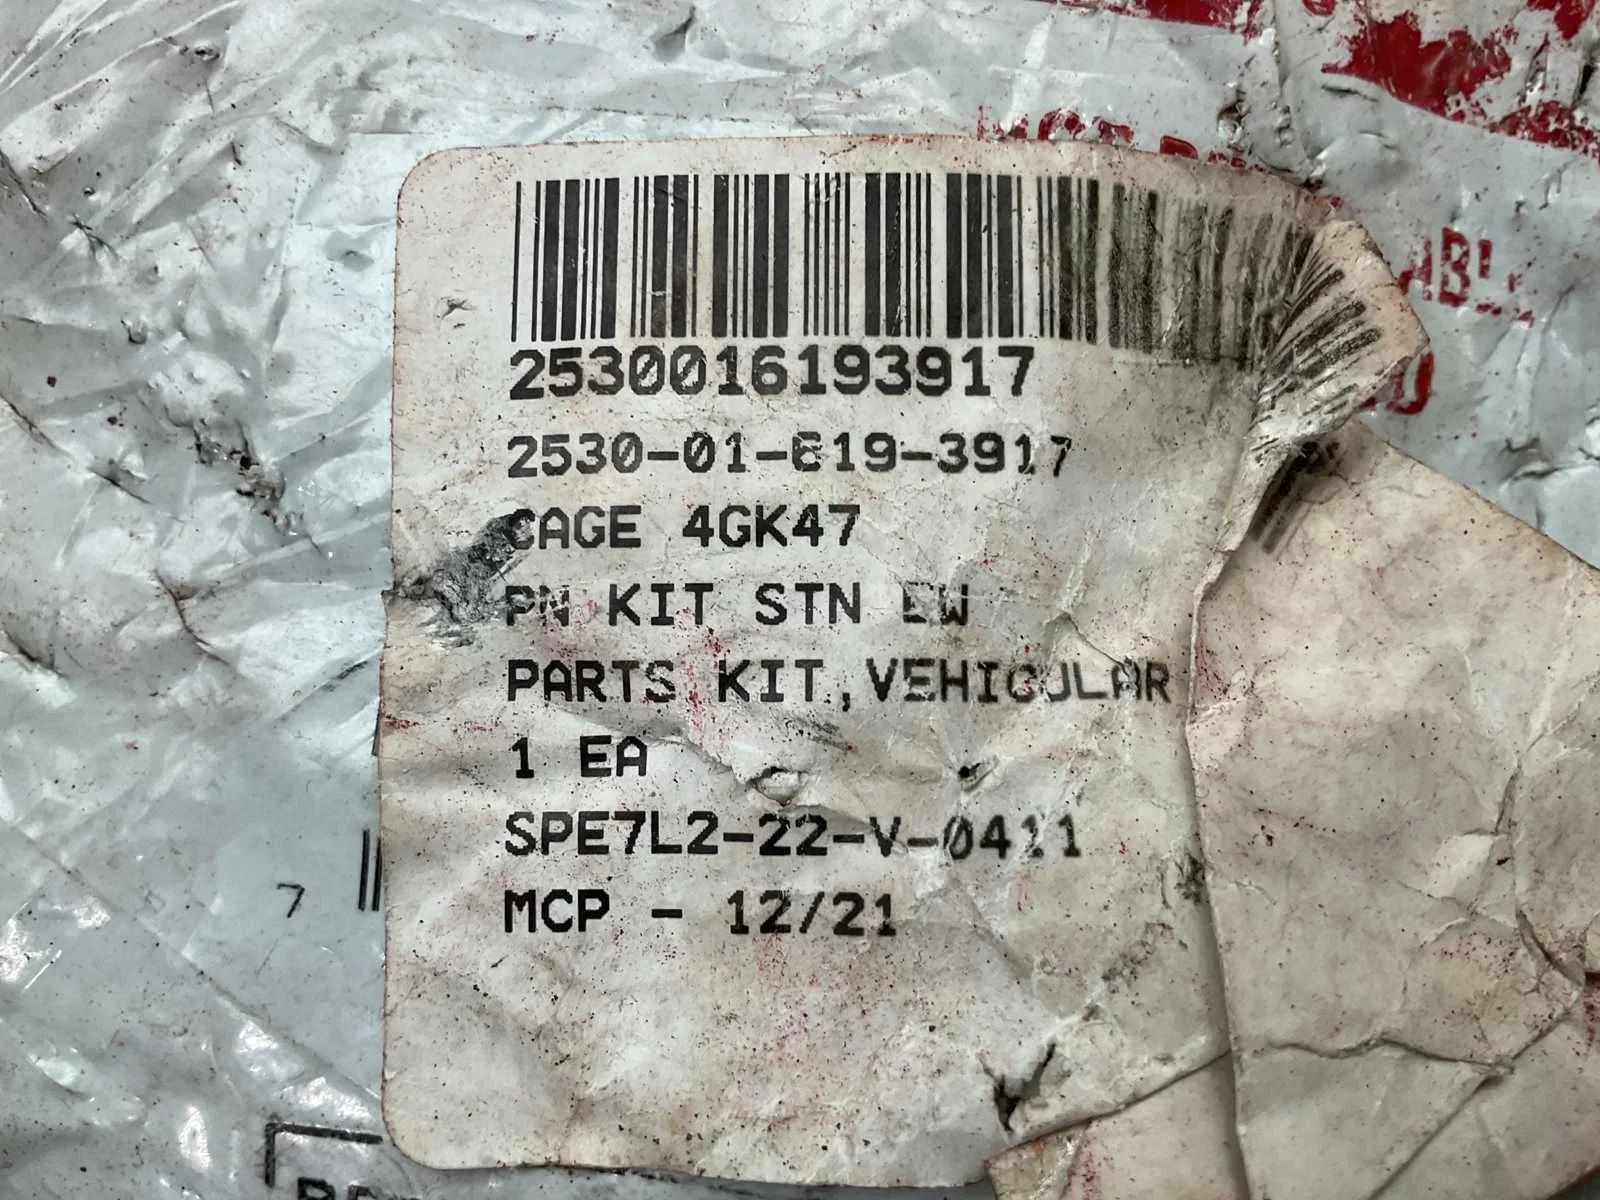 2530016193917
2530-01-619-3917
CAGE 4GK47
PN KIT STN EW
PARTS KIT,VEHICULAR
1 EA
SPE7L2-22-V-0411
MCP - 12/21
7